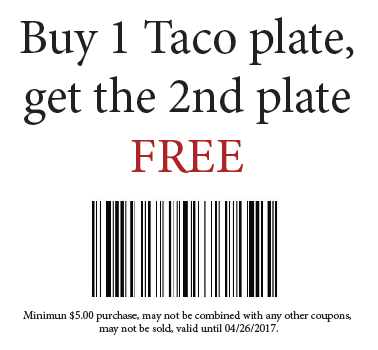 Buy 1 Taco plate,
get the 2nd plate
FREE
Minimun $5.00 purchase, may not be combined with any other coupons,
may not be sold, valid until 04/26/2017.